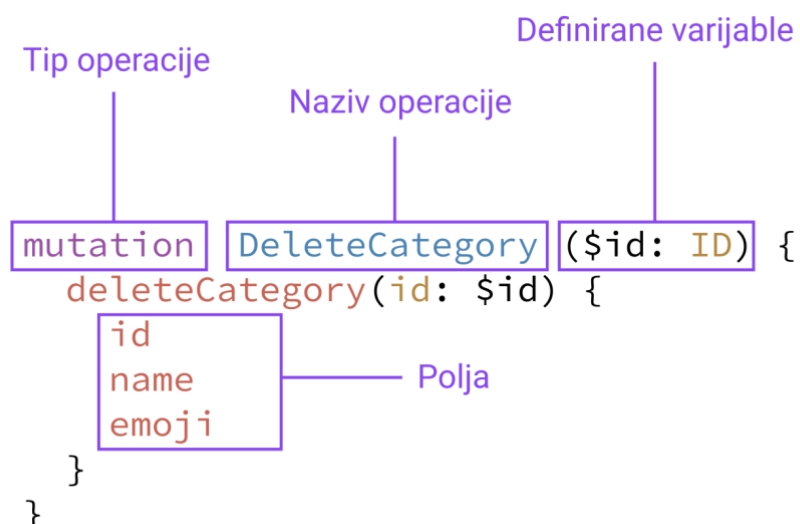 Definirane varijable
Tip operacije
Naziv operacije
mutation DeleteCategory ($id: ID) {
deleteCategory(id: $id) {
id
name
emoji
Polja
}
}